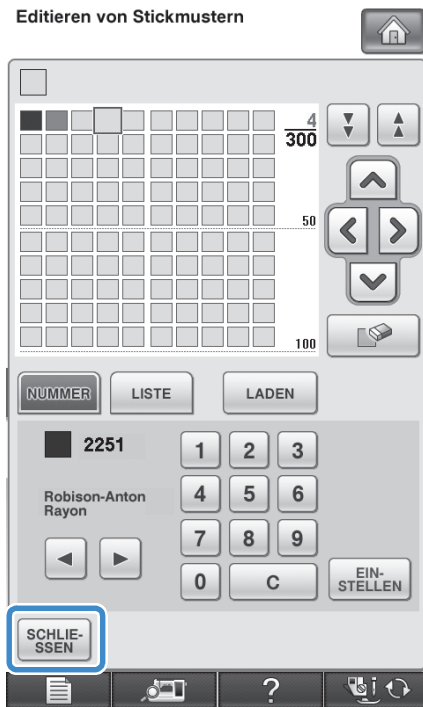 Editieren von Stickmustern
4
300
50
100
NUMMER LISTE LADEN
2251
Robison-Anton
Rayon
1 2 3
4 5 6
7 8 9
0 C
EIN-
STELLEN
SCHLIE-
SSEN
?